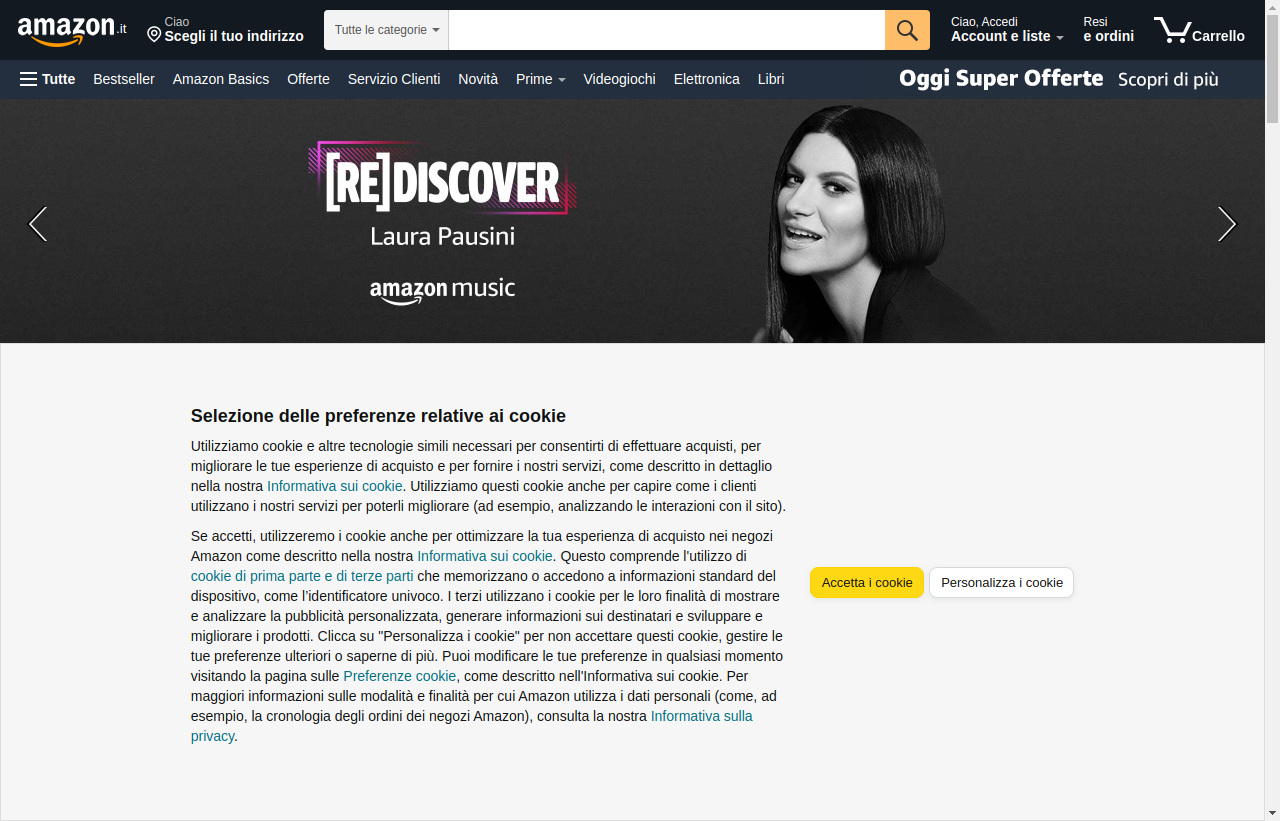 amazon.it
Ciao
Scegli il tuo indirizzo
Tutte le categorie
Ciao, Accedi
Account e liste
Resi
e ordini
Carrello
Tutte
Bestseller
Amazon Basics
Offerte
Servizio Clienti
Novità
Prime
Videogiochi
Elettronica
Libri
Oggi Super Offerte
Scopri di più
[RE]DISCOVER
Laura Pausini
amazon music
Selezione delle preferenze relative ai cookie
Utilizziamo cookie e altre tecnologie simili necessari per consentirti di effettuare acquisti, per
migliorare le tue esperienze di acquisto e per fornire i nostri servizi, come descritto in dettaglio
nella nostra Informativa sui cookie. Utilizziamo questi cookie anche per capire come i clienti
utilizzano i nostri servizi per poterli migliorare (ad esempio, analizzando le interazioni con il sito).
Se accetti, utilizzeremo i cookie anche per ottimizzare la tua esperienza di acquisto nei negozi
Amazon come descritto nella nostra Informativa sui cookie. Questo comprende l'utilizzo di
cookie di prima parte e di terze parti che memorizzano o accedono a informazioni standard del
dispositivo, come l’identificatore univoco. I terzi utilizzano i cookie per le loro finalità di mostrare
e analizzare la pubblicità personalizzata, generare informazioni sui destinatari e sviluppare e
migliorare i prodotti. Clicca su "Personalizza i cookie" per non accettare questi cookie, gestire le
tue preferenze ulteriori o saperne di più. Puoi modificare le tue preferenze in qualsiasi momento
visitando la pagina sulle Preferenze cookie, come descritto nell'Informativa sui cookie. Per
maggiori informazioni sulle modalità e finalità per cui Amazon utilizza i dati personali (come, ad
esempio, la cronologia degli ordini dei negozi Amazon), consulta la nostra Informativa sulla
privacy.
Accetta i cookie
Personalizza i cookie